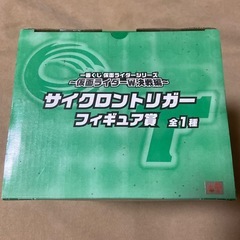 一番くじ 仮面ライダーシリーズ
～仮面ライダーW決戦編～
サイクロントリガー
フィギュア賞 全1種